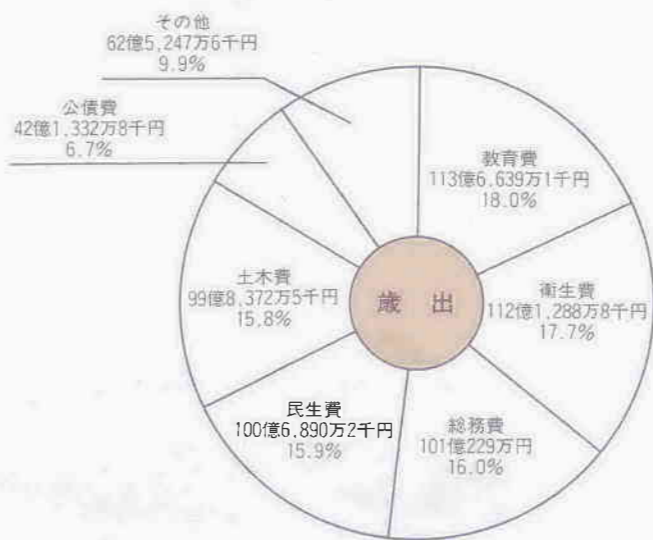 その他
62億5,247万6千円
9.9%
公債費
42億1,332万8千円
6.7%
教育費
113億6,639万1千円
18.0%
土木費
99億8,372万5千円
15.8%
歳出
衛生費
112億1,288万8千円
17.7%
民生費
100億6,890万2千円
15.9%
総務費
101億229万円
16.0%